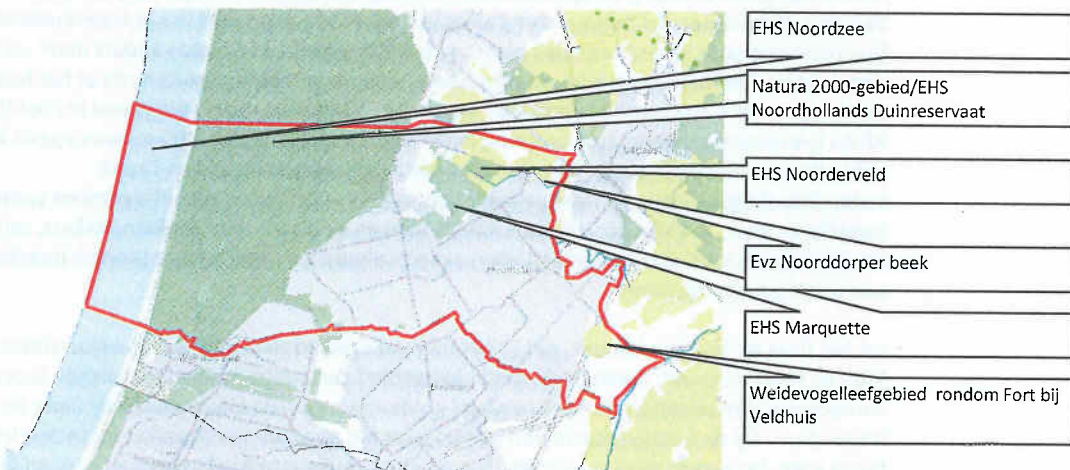 EHS Noordzee
Natura 2000-gebied/EHS
Noordhollands Duinreservaat
EHS Noorderveld
Evz Noorddorper beek
EHS Marquette
Weidevogelleefgebied rondom Fort bij
Veldhuis